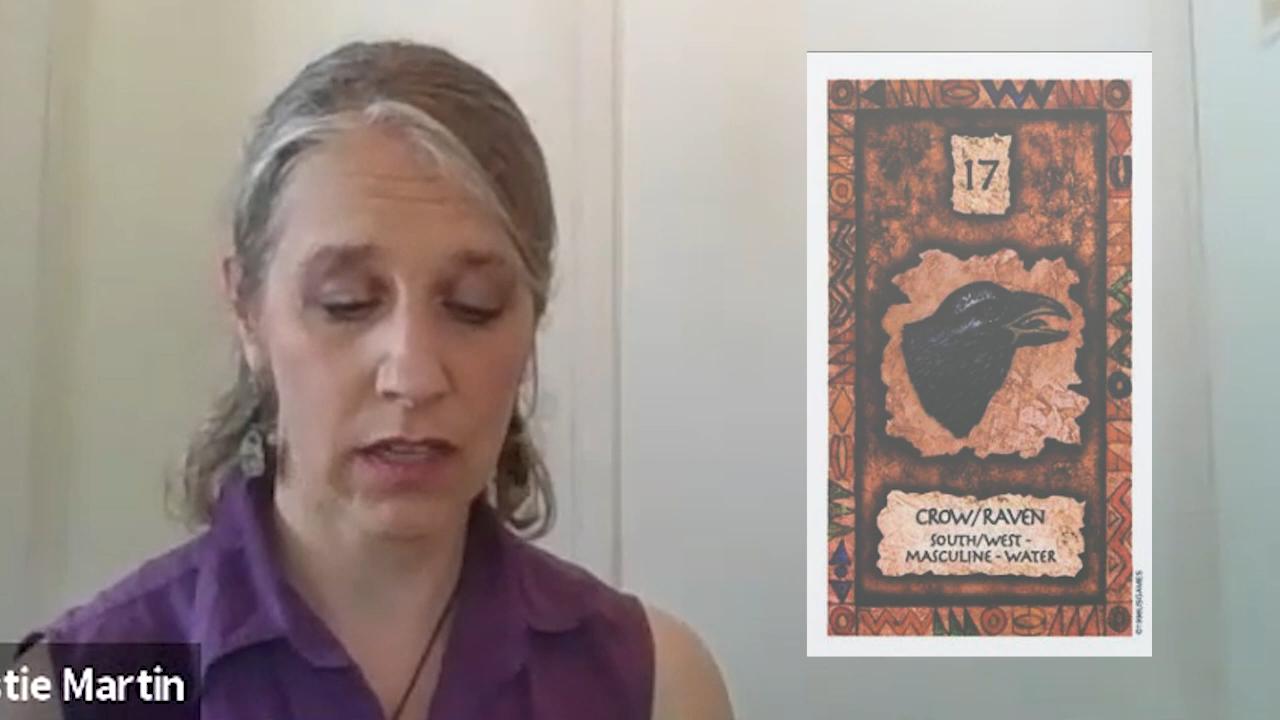 stie Martin
17
CROW/RAVEN
SOUTH/WEST -
MASCULINE - WATER